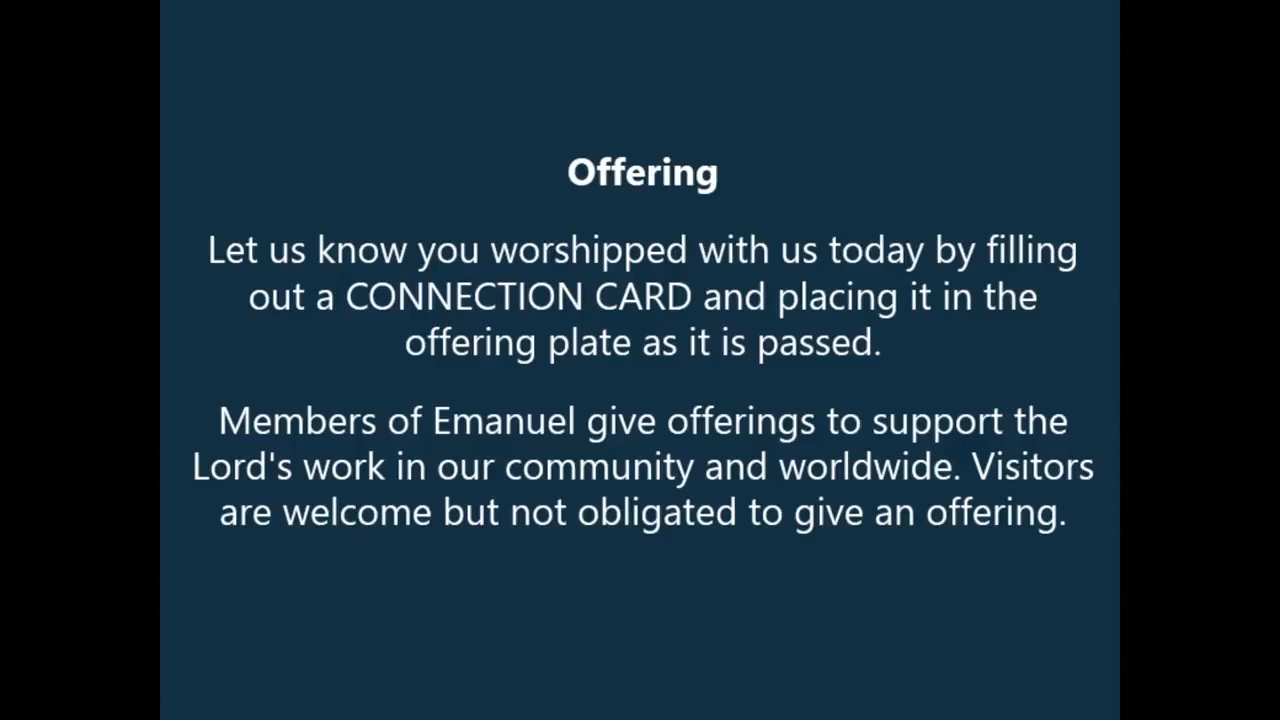 Offering
Let us know you worshipped with us today by filling
out a CONNECTION CARD and placing it in the
offering plate as it is passed.
Members of Emanuel give offerings to support the
Lord's work in our community and worldwide. Visitors
are welcome but not obligated to give an offering.